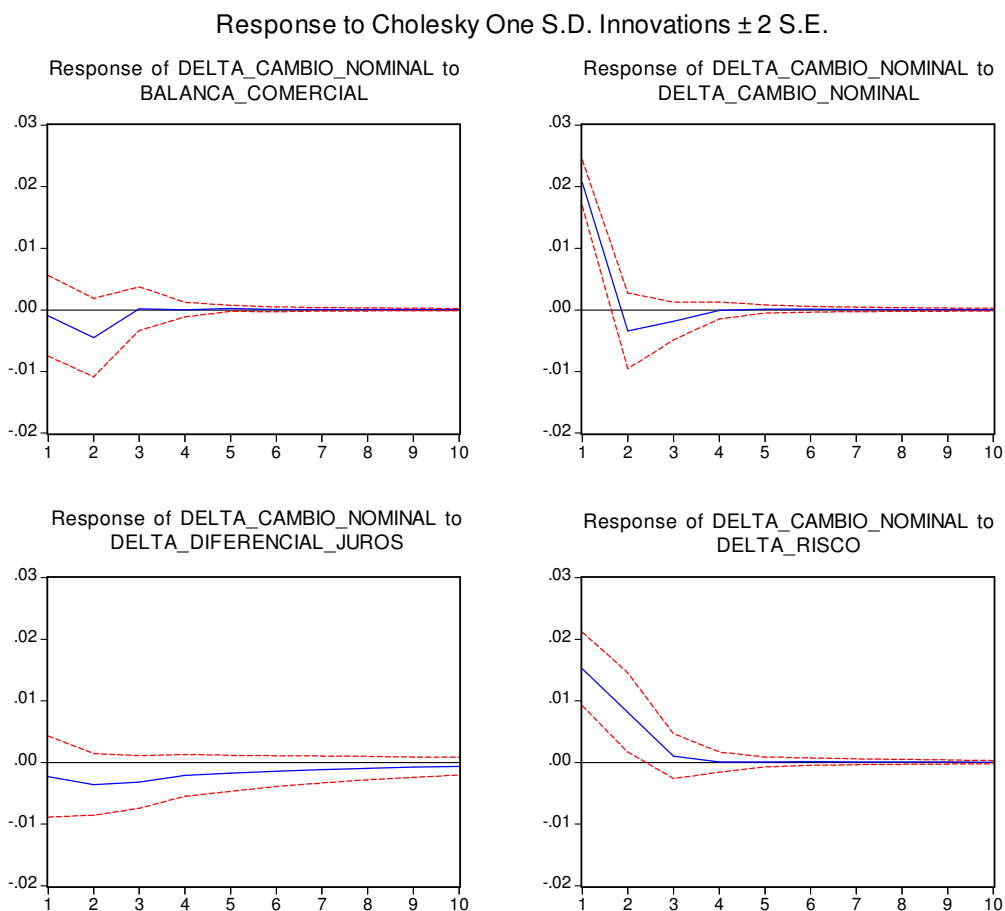 Response to Cholesky One S.D. Innovations ± 2 S.E.
Response of DELTA_CAMBIO_NOMINAL to
BALANCA_COMERCIAL
.03
.02
.01
.00
-.01
-.02
1 2 3 4 5 6 7 8 9 10
Response of DELTA_CAMBIO_NOMINAL to
DELTA_CAMBIO_NOMINAL
.03
.02
.01
.00
-.01
-.02
1 2 3 4 5 6 7 8 9 10
Response of DELTA_CAMBIO_NOMINAL to
DELTA_DIFERENCIAL_JUROS
.03
.02
.01
.00
-.01
-.02
1 2 3 4 5 6 7 8 9 10
Response of DELTA_CAMBIO_NOMINAL to
DELTA_RISCO
.03
.02
.01
.00
-.01
-.02
1 2 3 4 5 6 7 8 9 10